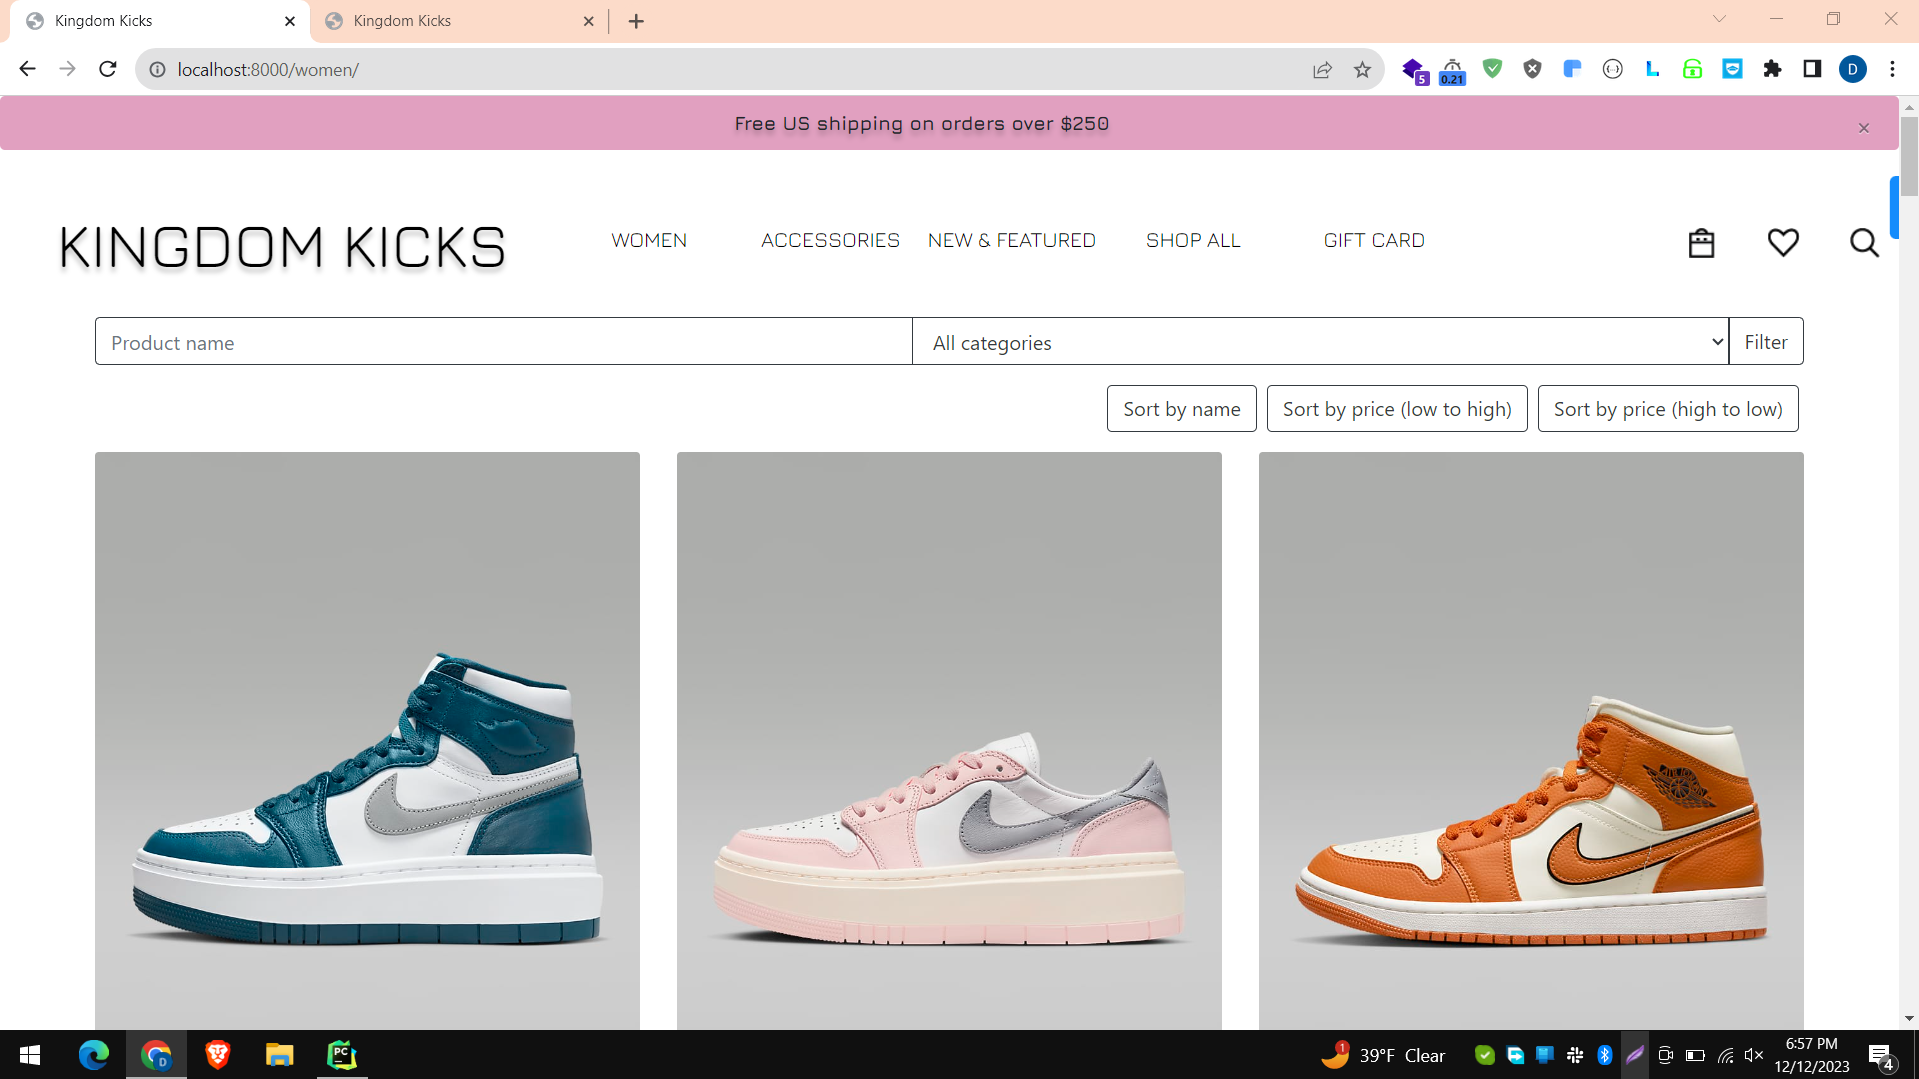 Kingdom Kicks
Kingdom Kicks
localhost:8000/women/
5
0.21
D
Free US shipping on orders over $250
KINGDOM KICKS
WOMEN
ACCESSORIES
NEW & FEATURED
SHOP ALL
GIFT CARD
Product name
All categories
Filter
Sort by name
Sort by price (low to high)
Sort by price (high to low)
D
PC
1
39°F Clear
6:57 PM
12/12/2023
4